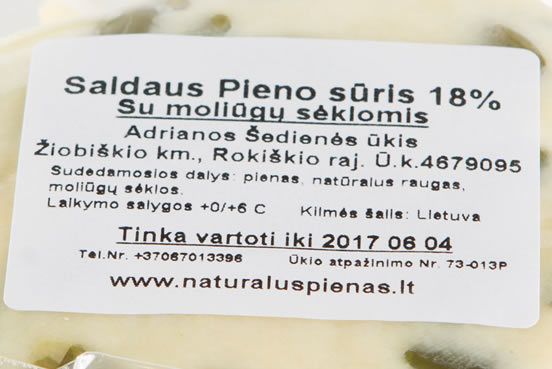 Saldaus Pieno sūris 18%
Su moliūgų sėklomis
Adrianos Šedienės ūkis
Žiobiškio km., Rokiškio raj. Ū.k.4679095
Sudedamosios dalys: pienas, natūralus raugas,
moliūgų sėklos.
Laikymo sąlygos +0/+6 C Kilmės šalis: Lietuva
Tinka vartoti iki 2017 06 04
Tel.Nr. +37067013396 Ūkio atpažinimo Nr. 73-013P
www.naturaluspienas.lt